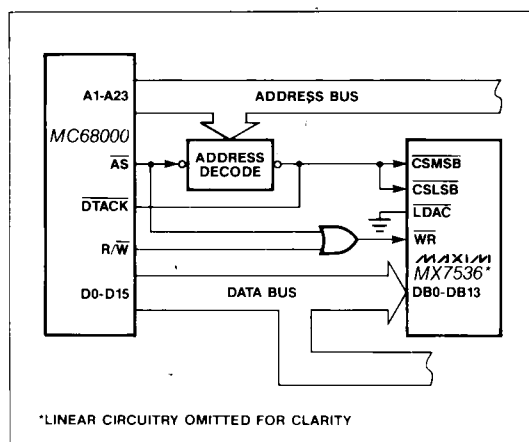 A1-A23
ADDRESS BUS
MC68000
AS
ADDRESS
DECODE
CSMSB
CSLSB
DTACK
LDAC
R/W
WR
MAXIM
MX7536*
D0-D15
DATA BUS
DB0-DB13
*LINEAR CIRCUITRY OMITTED FOR CLARITY